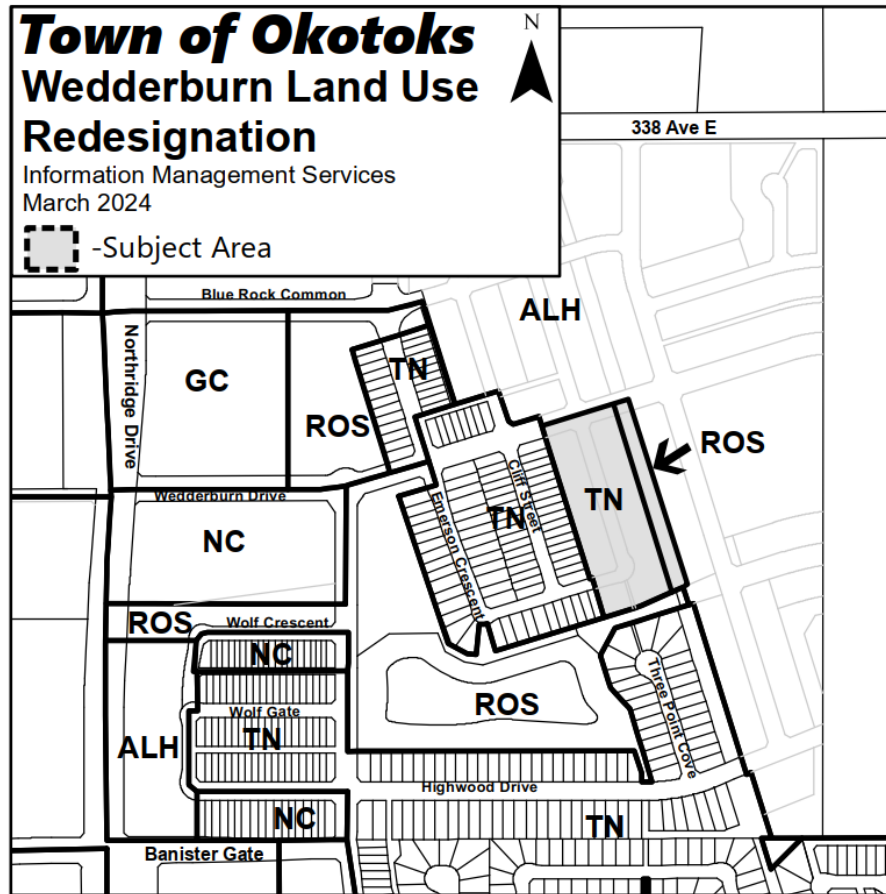 Town of Okotoks
N
Wedderburn Land Use
Redesignation
Information Management Services
March 2024
-Subject Area
338 Ave E
Blue Rock Common
ALH
Northridge Drive
GC
TN
ROS
ROS
Wedderburn Drive
Cliff Street
TN
TN
Emerson Crescent
NC
ROS
Wolf Crescent
NC
Three Point Cove
ROS
Wolf Gate
TN
ALH
Highwood Drive
NC
TN
Banister Gate